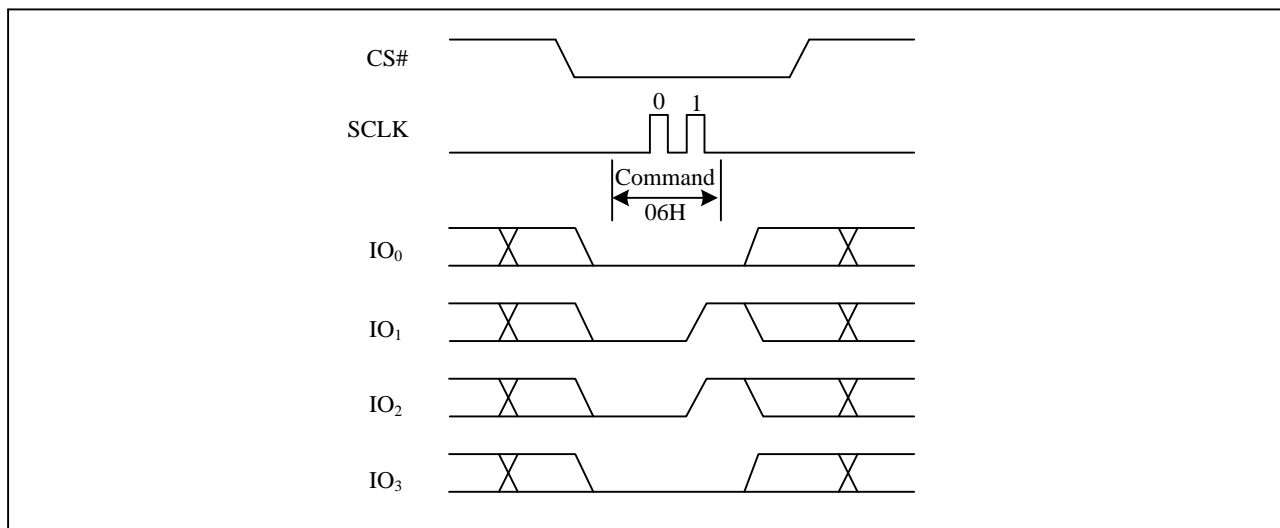 CS#
0 1
SCLK
Command
06H
IO₀
IO₁
IO₂
IO₃